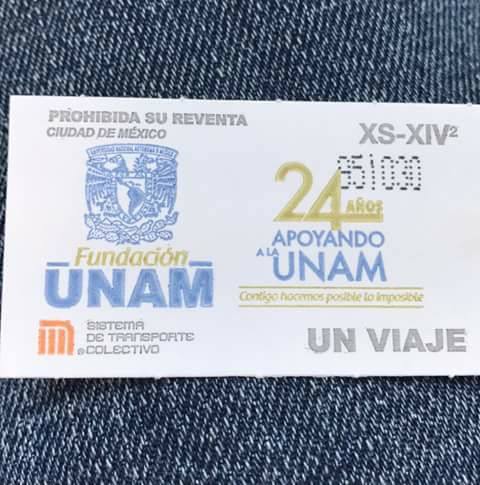 PROHIBIDA SU REVENTA
CIUDAD DE MÉXICO
XS-XIV²
951030
24 AÑOS
APOYANDO
A LA UNAM
Contigo hacemos posible lo imposible
Fundación
UNAM
SISTEMA
DE TRANSPORTE
COLECTIVO
UN VIAJE